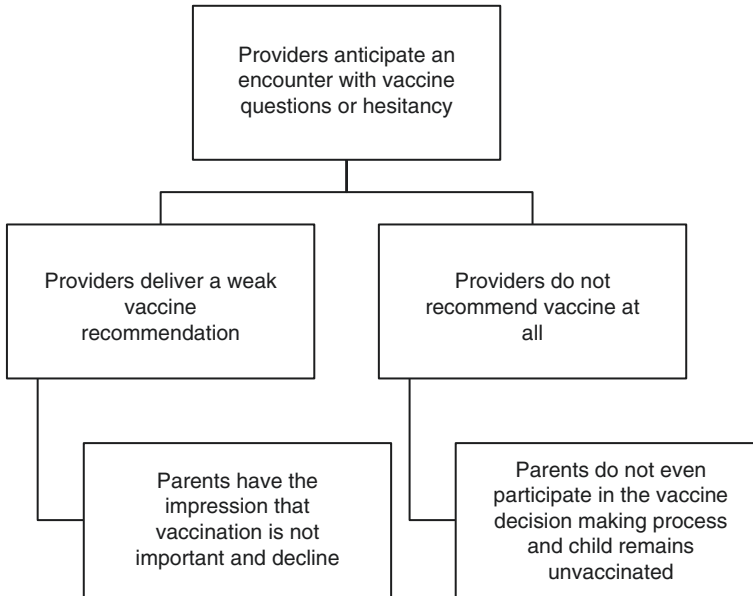 Providers anticipate an
encounter with vaccine
questions or hesitancy
Providers deliver a weak
vaccine
recommendation
Providers do not
recommend vaccine at
all
Parents have the
impression that
vaccination is not
important and decline
Parents do not even
participate in the vaccine
decision making process
and child remains
unvaccinated